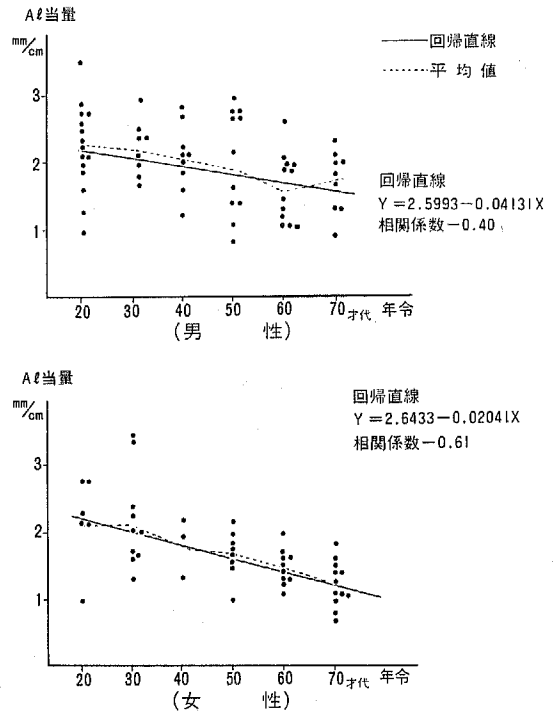 Aℓ当量
mm/cm
3
2
1
回帰直線
平均値
回帰直線
Y=2.5993−0.04131X
相関係数−0.40
20 30 40 50 60 70才代 年令
(男 性)
Aℓ当量
mm/cm
3
2
1
回帰直線
Y=2.6433−0.02041X
相関係数−0.61
20 30 40 50 60 70才代 年令
(女 性)